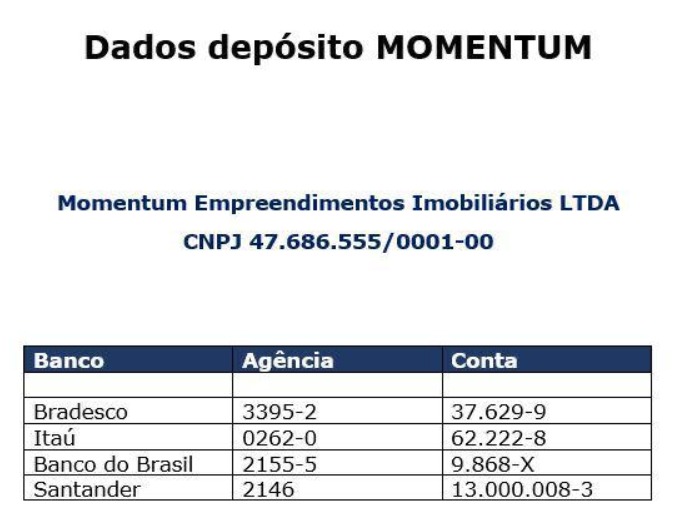 Dados depósito MOMENTUM
Momentum Empreendimentos Imobiliários LTDA
CNPJ 47.686.555/0001-00
Banco Agência Conta
Bradesco 3395-2 37.629-9
Itaú 0262-0 62.222-8
Banco do Brasil 2155-5 9.868-X
Santander 2146 13.000.008-3